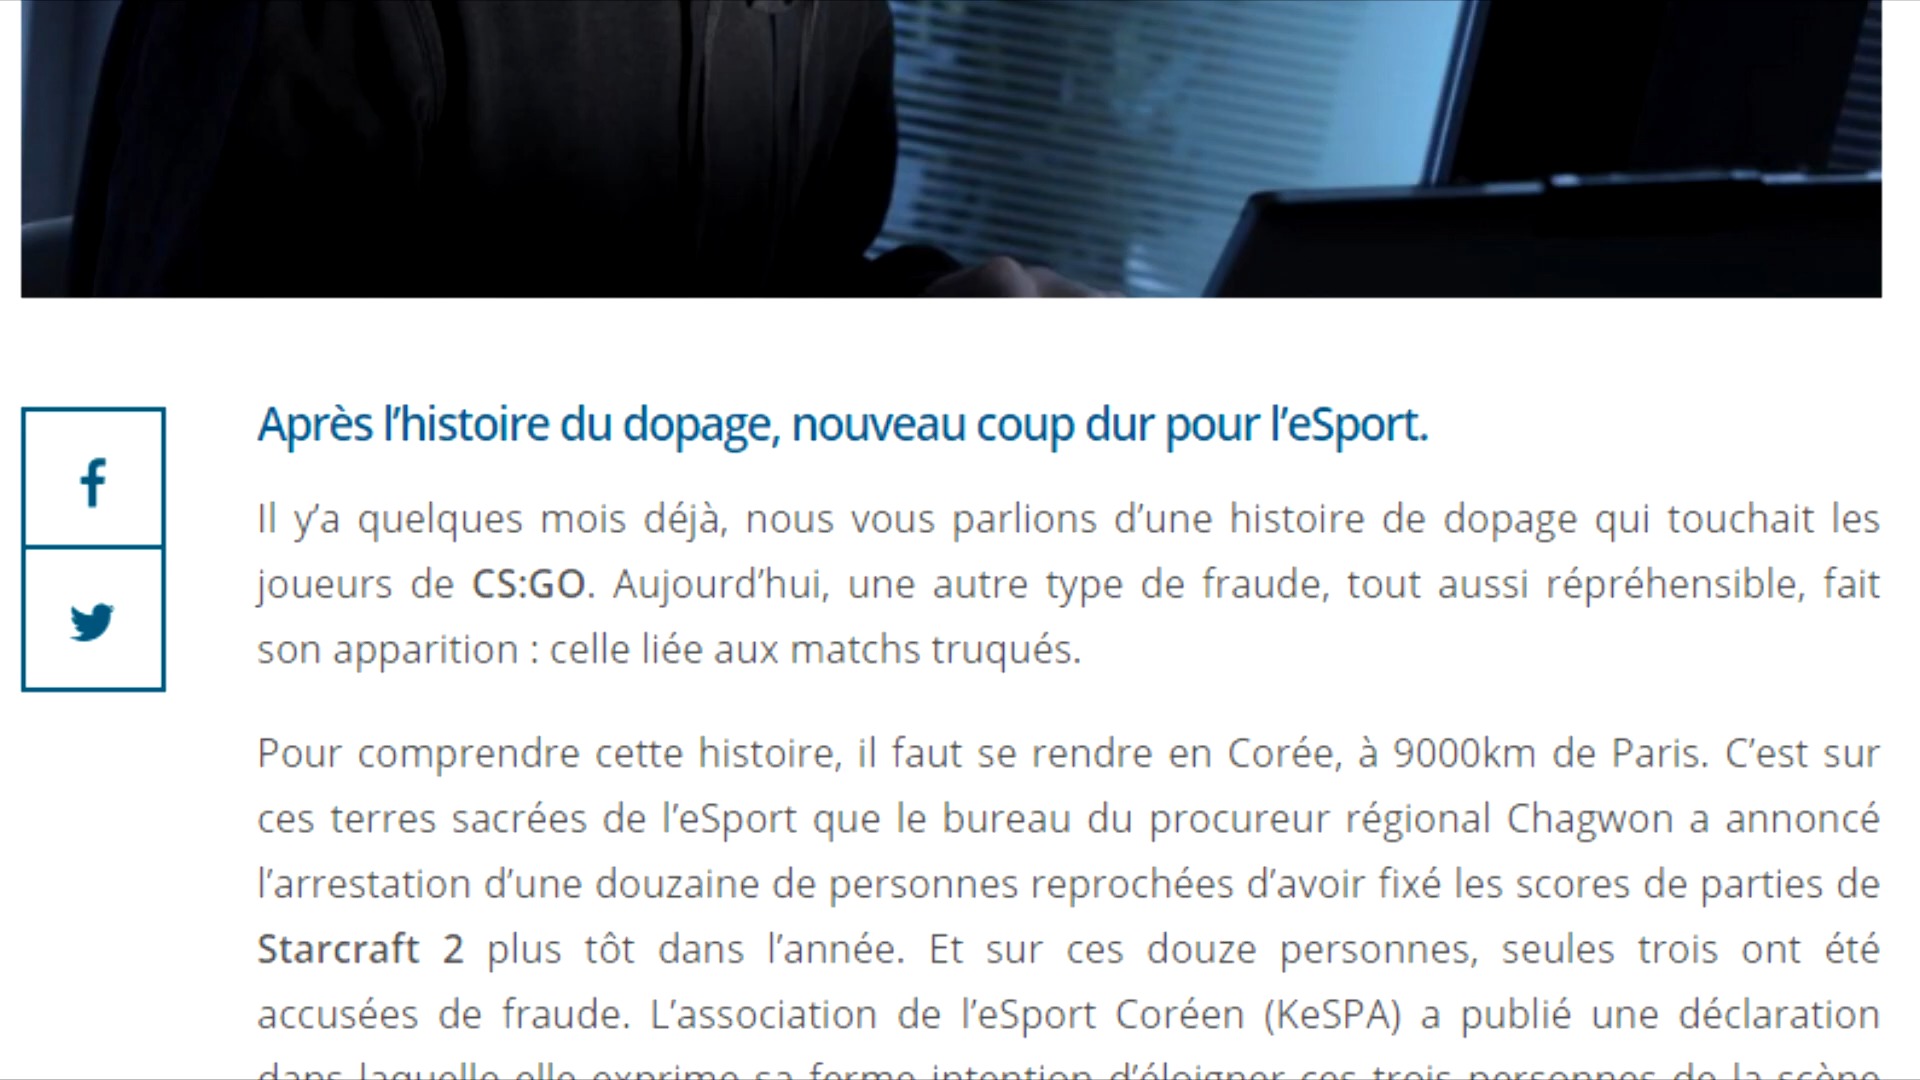 Après l’histoire du dopage, nouveau coup dur pour l’eSport.
Il y’a quelques mois déjà, nous vous parlions d’une histoire de dopage qui touchait les
joueurs de CS:GO. Aujourd’hui, une autre type de fraude, tout aussi répréhensible, fait
son apparition : celle liée aux matchs truqués.
Pour comprendre cette histoire, il faut se rendre en Corée, à 9000km de Paris. C’est sur
ces terres sacrées de l’eSport que le bureau du procureur régional Chagwon a annoncé
l’arrestation d’une douzaine de personnes reprochées d’avoir fixé les scores de parties de
Starcraft 2 plus tôt dans l’année. Et sur ces douze personnes, seules trois ont été
accusées de fraude. L’association de l’eSport Coréen (KeSPA) a publié une déclaration
dans laquelle elle exprime sa ferme intention d’éloigner ces trois personnes de la scène